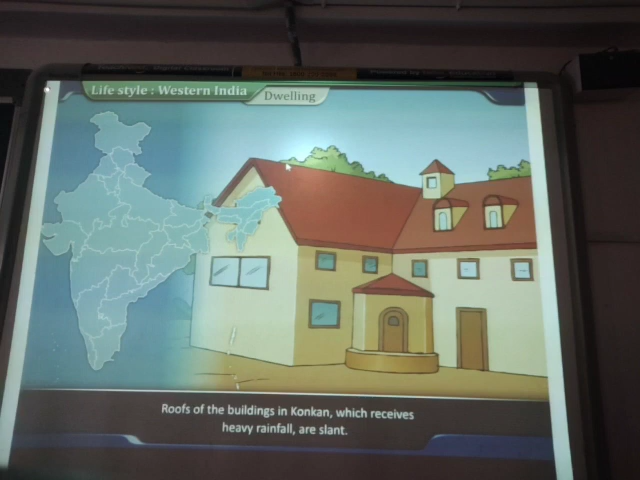 Life style : Western India
Dwelling
Roofs of the buildings in Konkan, which receives
heavy rainfall, are slant.